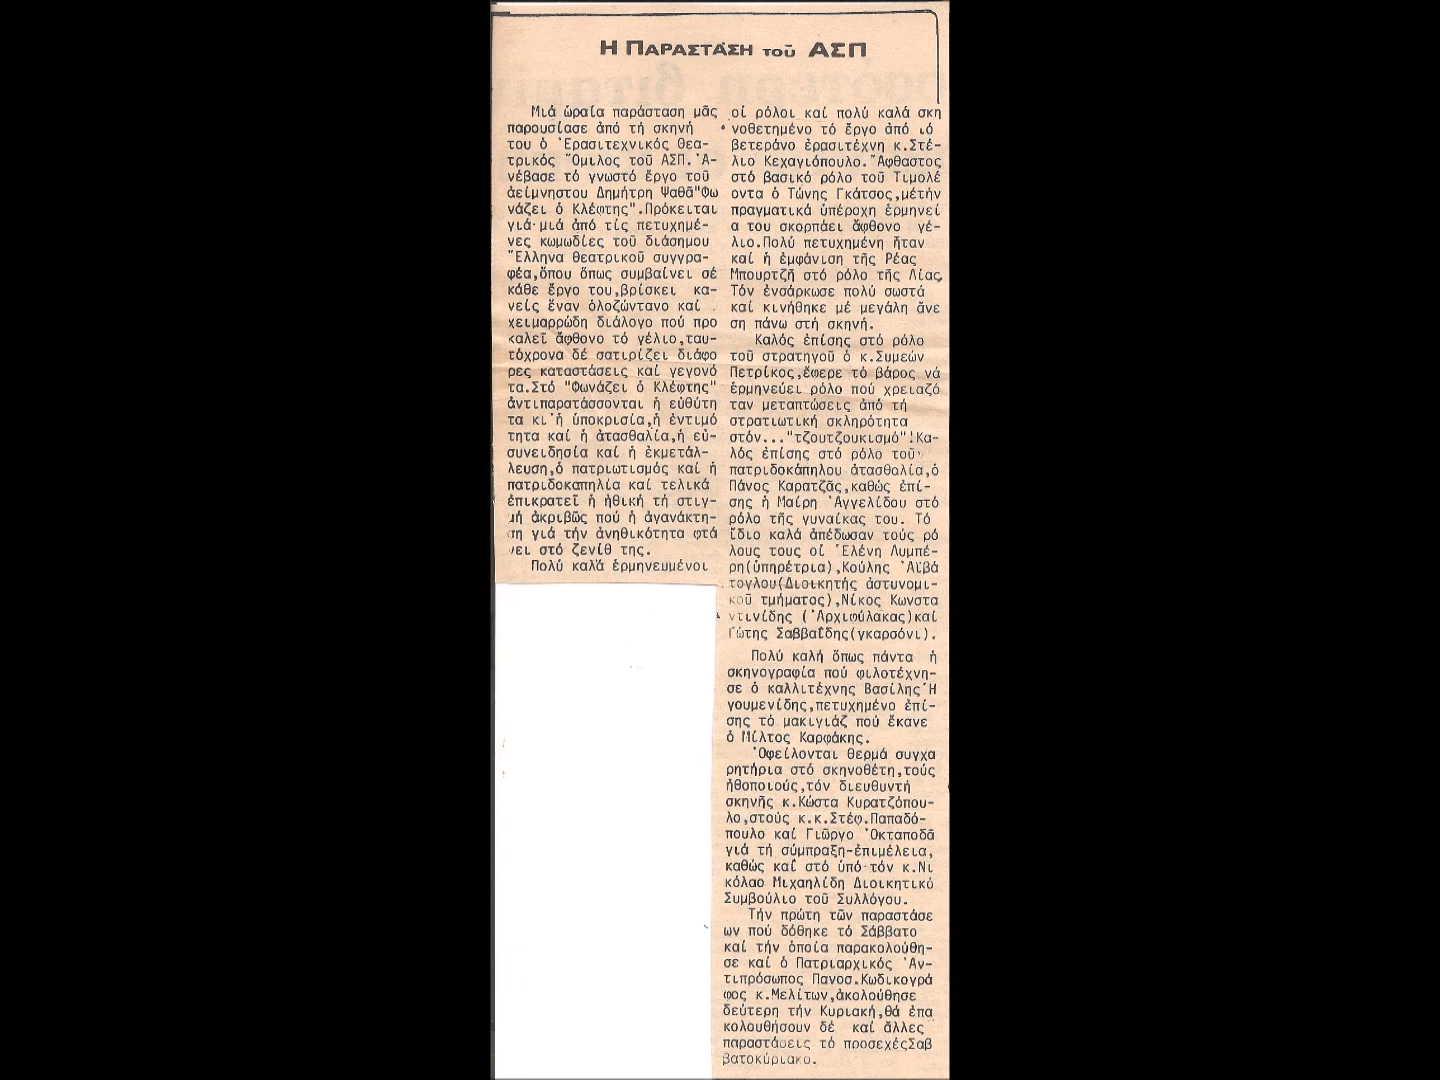 Η ΠΑΡΑΣΤΑΣΗ τοῦ ΑΣΠ
Μιά ὡραία παράσταση μᾶς
παρουσίασε ἀπό τή σκηνή
του ὁ Ἐρασιτεχνικός Θεα-
τρικός Ὅμιλος τοῦ ΑΣΠ. Ἀ-
νέβασε τό γνωστό ἔργο τοῦ
ἀείμνηστου Δημήτρη Ψαθᾶ"Φω
νάζει ὁ Κλέφτης".Πρόκειται
γιά μιά ἀπό τίς πετυχημέ-
νες κωμωδίες τοῦ διάσημου
Ἕλληνα θεατρικοῦ συγγρα-
φέα,ὅπου ὅπως συμβαίνει σέ
κάθε ἔργο του,βρίσκει κα-
νείς ἕναν ὁλοζώντανο καί
χειμαρρώδη διάλογο πού προ
καλεῖ ἄφθονο τό γέλιο,ταυ-
τόχρονα δέ σατιρίζει διάφο
ρες καταστάσεις καί γεγονό
τα.Στό "Φωνάζει ὁ Κλέφτης"
ἀντιπαρατάσσονται ἡ εὐθύτη
τα κι ἡ ὑποκρισία,ἡ ἐντιμό
τητα καί ἡ ἀτασθαλία,ἡ εὐ-
συνειδησία καί ἡ ἐκμετάλ-
λευση,ὁ πατριωτισμός καί ἡ
πατριδοκαπηλία καί τελικά
ἐπικρατεῖ ἡ ἠθική τή στιγ-
μή ἀκριβῶς πού ἡ ἀγανάκτη-
ση γιά τήν ἀνηθικότητα φτά
νει στό ζενίθ της.
Πολύ καλά ἑρμηνευμένοι
οἱ ρόλοι καί πολύ καλά σκη
νοθετημένο τό ἔργο ἀπό τό
βετεράνο ἐρασιτέχνη κ.Στέ-
λιο Κεχαγιόπουλο. Ἄφθαστος
στό βασικό ρόλο τοῦ Τιμολέ
οντα ὁ Τώνης Γκάτσος,μέτήν
πραγματικά ὑπέροχη ἑρμηνεί
α του σκορπάει ἄφθονο γέ-
λιο.Πολύ πετυχημένη ἦταν
καί ἡ ἐμφάνιση τῆς Ρέας
Μπουρτζῆ στό ρόλο τῆς Λίας.
Τόν ἐνσάρκωσε πολύ σωστά
καί κινήθηκε μέ μεγάλη ἄνε
ση πάνω στή σκηνή.
Καλός ἐπίσης στό ρόλο
τοῦ στρατηγοῦ ὁ κ.Συμεών
Πετρίκος,ἔφερε τό βάρος νά
ἑρμηνεύει ρόλο πού χρειαζό
ταν μεταπτώσεις ἀπό τή
στρατιωτική σκληρότητα
στόν..."τζουτζουκισμό"!Κα-
λός ἐπίσης στό ρόλο τοῦ
πατριδοκάπηλου ἀτασθαλία,ὁ
Πάνος Καρατζᾶς,καθώς ἐπί-
σης ἡ Μαίρη Ἀγγελίδου στό
ρόλο τῆς γυναίκας του. Τό
ἴδιο καλά ἀπέδωσαν τούς ρό
λους τους οἱ Ἑλένη Λυμπέ-
ρη(ὑπηρέτρια),Κούλης Ἀϊβά
τογλου(Διοικητής ἀστυνομι-
κοῦ τμήματος),Νίκος Κωνστα
ντινίδης (Ἀρχιφύλακας)καί
Γώτης Σαββαΐδης(γκαρσόνι).
Πολύ καλή ὅπως πάντα ἡ
σκηνογραφία πού φιλοτέχνη-
σε ὁ καλλιτέχνης Βασίλης Ἡ
γουμενίδης,πετυχημένο ἐπί-
σης τό μακιγιάζ πού ἔκανε
ὁ Μίλτος Καρφάκης.
Ὀφείλονται θερμά συγχα
ρητήρια στό σκηνοθέτη,τούς
ἠθοποιούς,τόν διευθυντή
σκηνῆς κ.Κώστα Κυρατζόπου-
λο,στούς κ.κ.Στέφ.Παπαδό-
πουλο καί Γιῶργο Ὀκταποδᾶ
γιά τή σύμπραξη-ἐπιμέλεια,
καθώς καί στό ὑπό τόν κ.Νι
κόλαο Μιχαηλίδη Διοικητικό
Συμβούλιο τοῦ Συλλόγου.
Τήν πρώτη τῶν παραστάσε
ων πού δόθηκε τό Σάββατο
καί τήν ὁποία παρακολούθη-
σε καί ὁ Πατριαρχικός Ἀν-
τιπρόσωπος Πανοσ.Κωδικογρά
φος κ.Μελίτων,ἀκολούθησε
δεύτερη τήν Κυριακή,θά ἐπα
κολουθήσουν δέ καί ἄλλες
παραστάσεις τό προσεχέςΣαβ
βατοκύριακο.